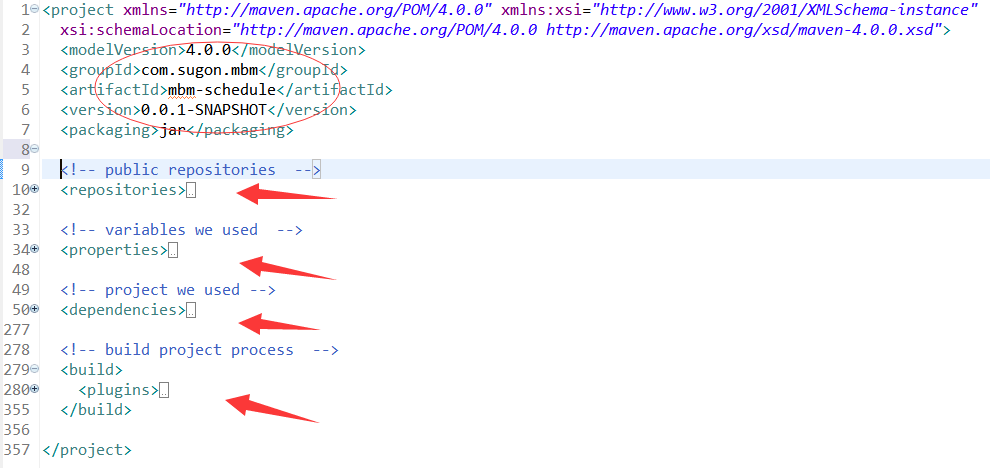 1 <project xmlns="http://maven.apache.org/POM/4.0.0" xmlns:xsi="http://www.w3.org/2001/XMLSchema-instance"
2 xsi:schemaLocation="http://maven.apache.org/POM/4.0.0 http://maven.apache.org/xsd/maven-4.0.0.xsd">
3 <modelVersion>4.0.0</modelVersion>
4 <groupId>com.sugon.mbm</groupId>
5 <artifactId>mbm-schedule</artifactId>
6 <version>0.0.1-SNAPSHOT</version>
7 <packaging>jar</packaging>
8
9 <!-- public repositories  -->
10 <repositories>..
32
33 <!-- variables we used  -->
34 <properties>..
48
49 <!-- project we used -->
50 <dependencies>..
277
278 <!-- build project process  -->
279 <build>
280 <plugins>..
355 </build>
356
357 </project>